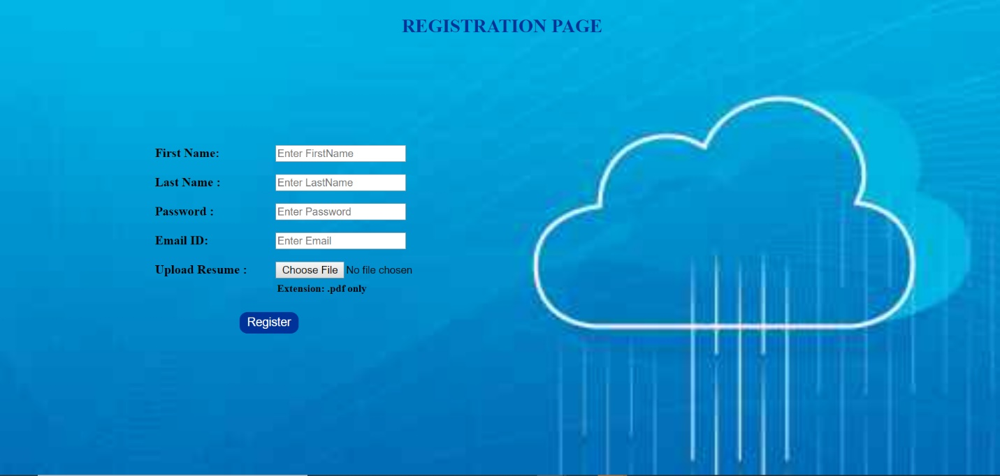 REGISTRATION PAGE
First Name: Enter FirstName
Last Name : Enter LastName
Password : Enter Password
Email ID: Enter Email
Upload Resume : Choose File No file chosen
Extension: .pdf only
Register